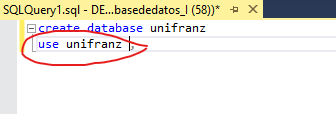 SQLQuery1.sql - DE...basededatos_I (58))*
create database unifranz
use unifranz ;